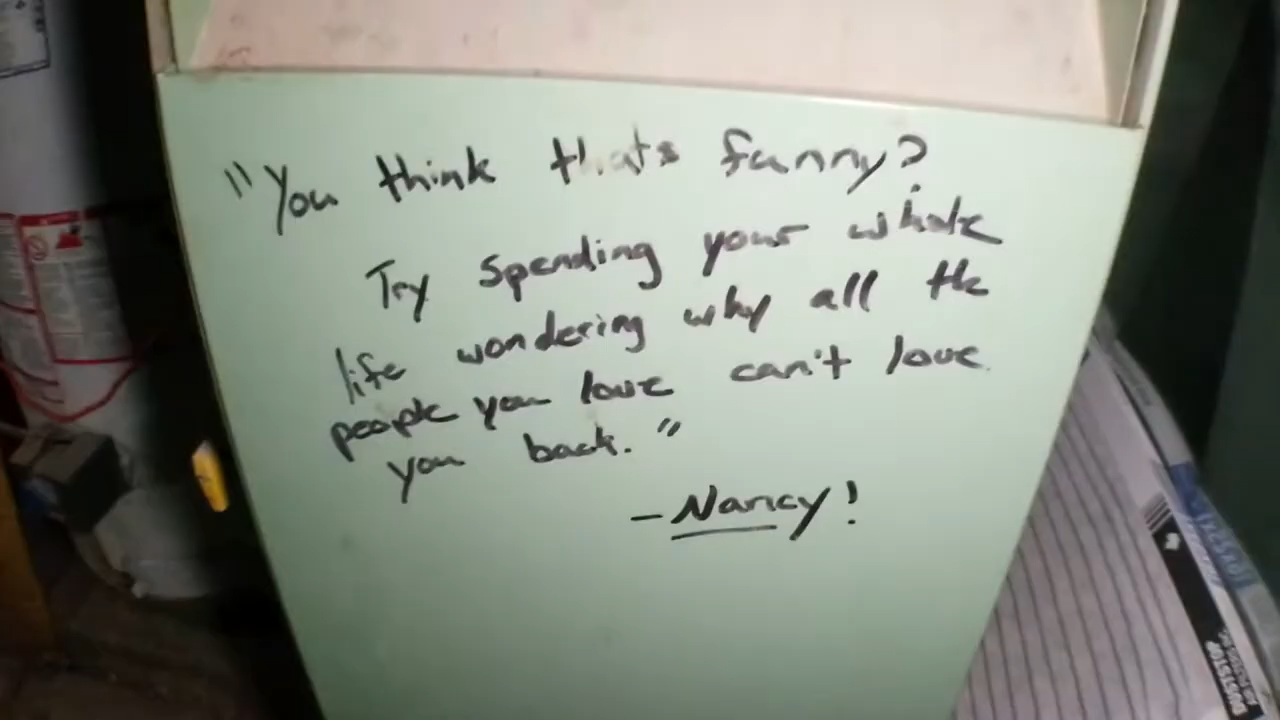 "You think thats funny?
Try spending your whole
life wondering why all the
people you love can't love
you back."
-Nancy!